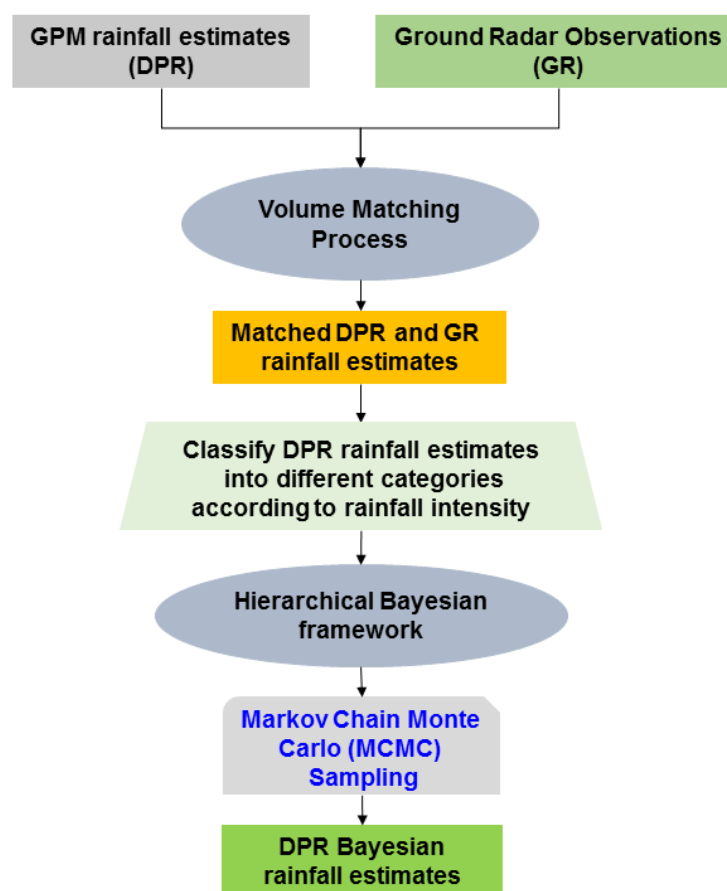 GPM rainfall estimates
(DPR)
Ground Radar Observations
(GR)
Volume Matching
Process
Matched DPR and GR
rainfall estimates
Classify DPR rainfall estimates
into different categories
according to rainfall intensity
Hierarchical Bayesian
framework
Markov Chain Monte
Carlo (MCMC)
Sampling
DPR Bayesian
rainfall estimates